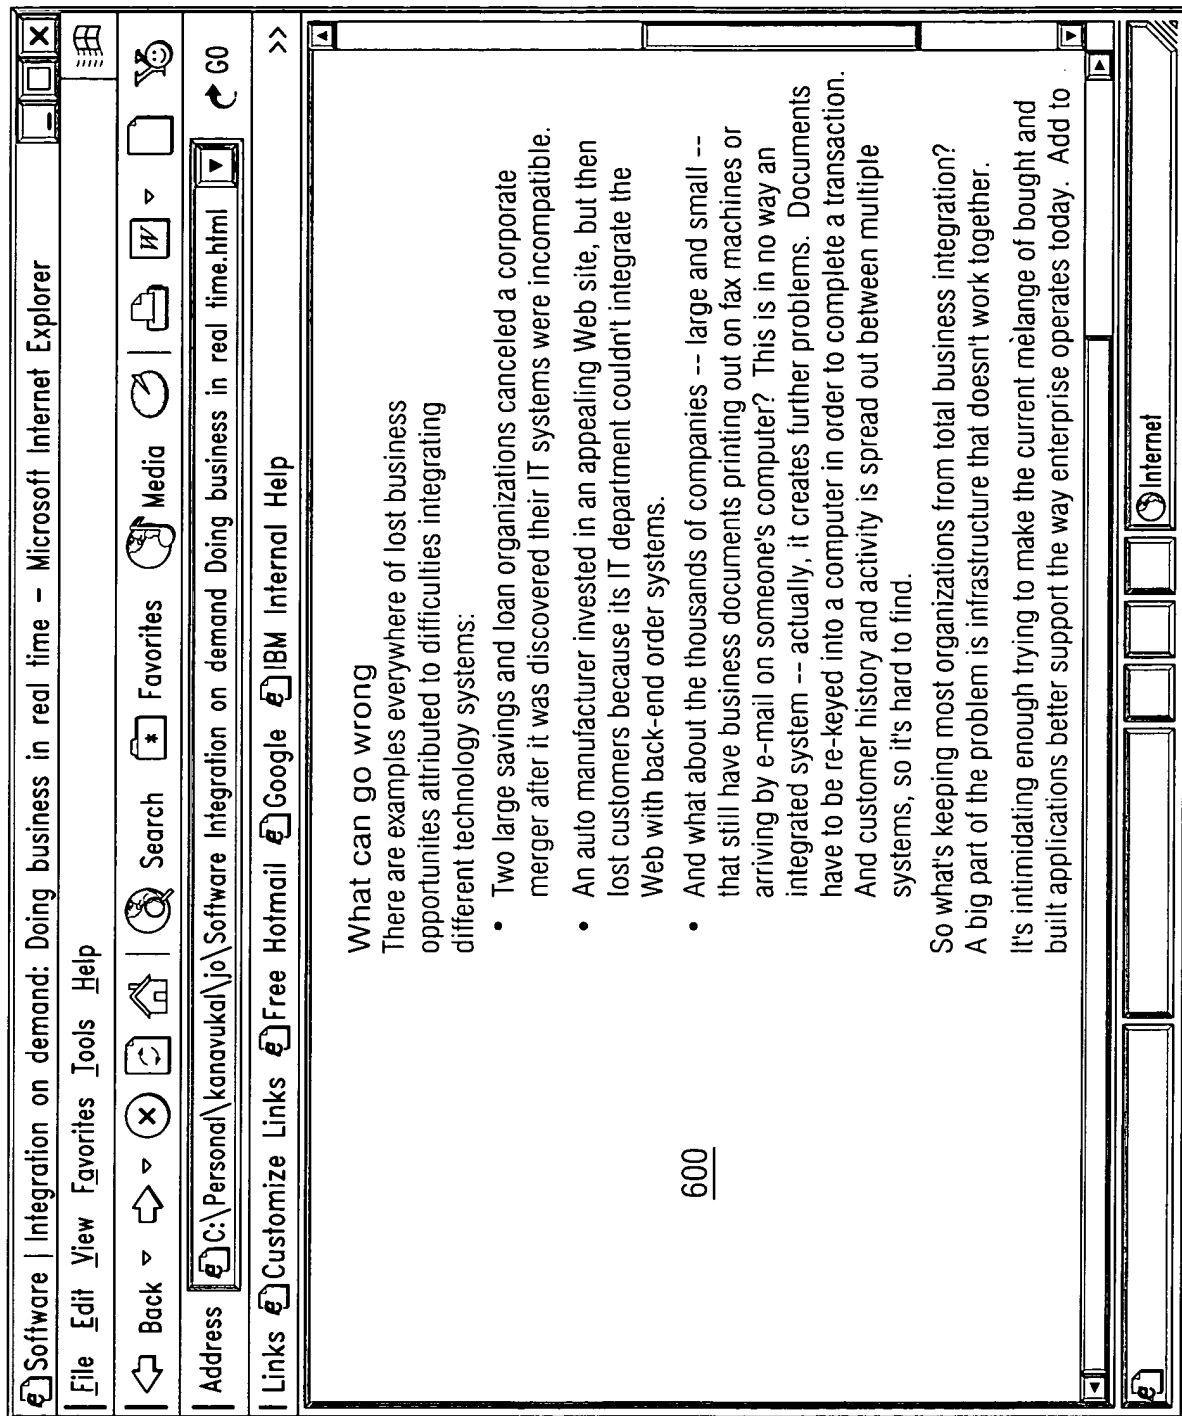 Software | Integration on demand: Doing business in real time – Microsoft Internet Explorer
File Edit View Favorites Tools Help
Back Search Favorites Media W
Address C:\Personal\kanavukal\jo\Software Integration on demand Doing business in real time.html GO
Links Customize Links Free Hotmail Google IBM Internal Help >>
What can go wrong
There are examples everywhere of lost business
opportunites attributed to difficulties integrating
different technology systems:
• Two large savings and loan organizations canceled a corporate
merger after it was discovered their IT systems were incompatible.
• An auto manufacturer invested in an appealing Web site, but then
lost customers because its IT department couldn't integrate the
Web with back-end order systems.
600
• And what about the thousands of companies -- large and small --
that still have business documents printing out on fax machines or
arriving by e-mail on someone's computer? This is in no way an
integrated system -- actually, it creates further problems. Documents
have to be re-keyed into a computer in order to complete a transaction.
And customer history and activity is spread out between multiple
systems, so it's hard to find.
So what's keeping most organizations from total business integration?
A big part of the problem is infrastructure that doesn't work together.
It's intimidating enough trying to make the current mèlange of bought and
built applications better support the way enterprise operates today. Add to
Internet